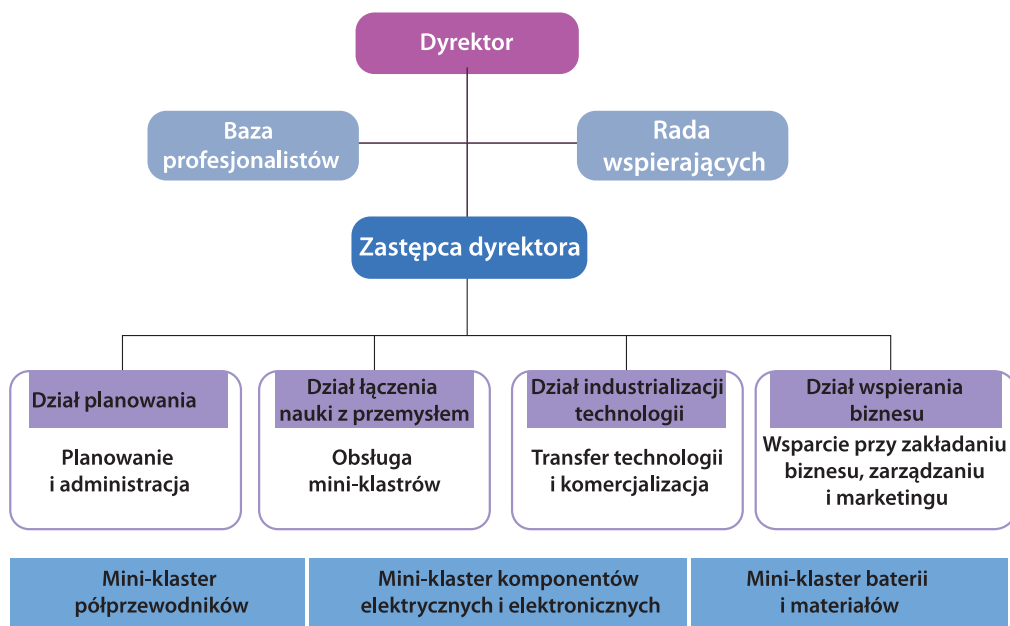 Dyrektor
Baza
profesjonalistów
Rada
wspierających
Zastępca dyrektora
Dział planowania
Planowanie
i administracja
Dział łączenia
nauki z przemysłem
Obsługa
mini-klastrów
Dział industrializacji
technologii
Transfer technologii
i komercjalizacja
Dział wspierania
biznesu
Wsparcie przy zakładaniu
biznesu, zarządzaniu
i marketingu
Mini-klaster
półprzewodników
Mini-klaster komponentów
elektrycznych i elektronicznych
Mini-klaster baterii
i materiałów